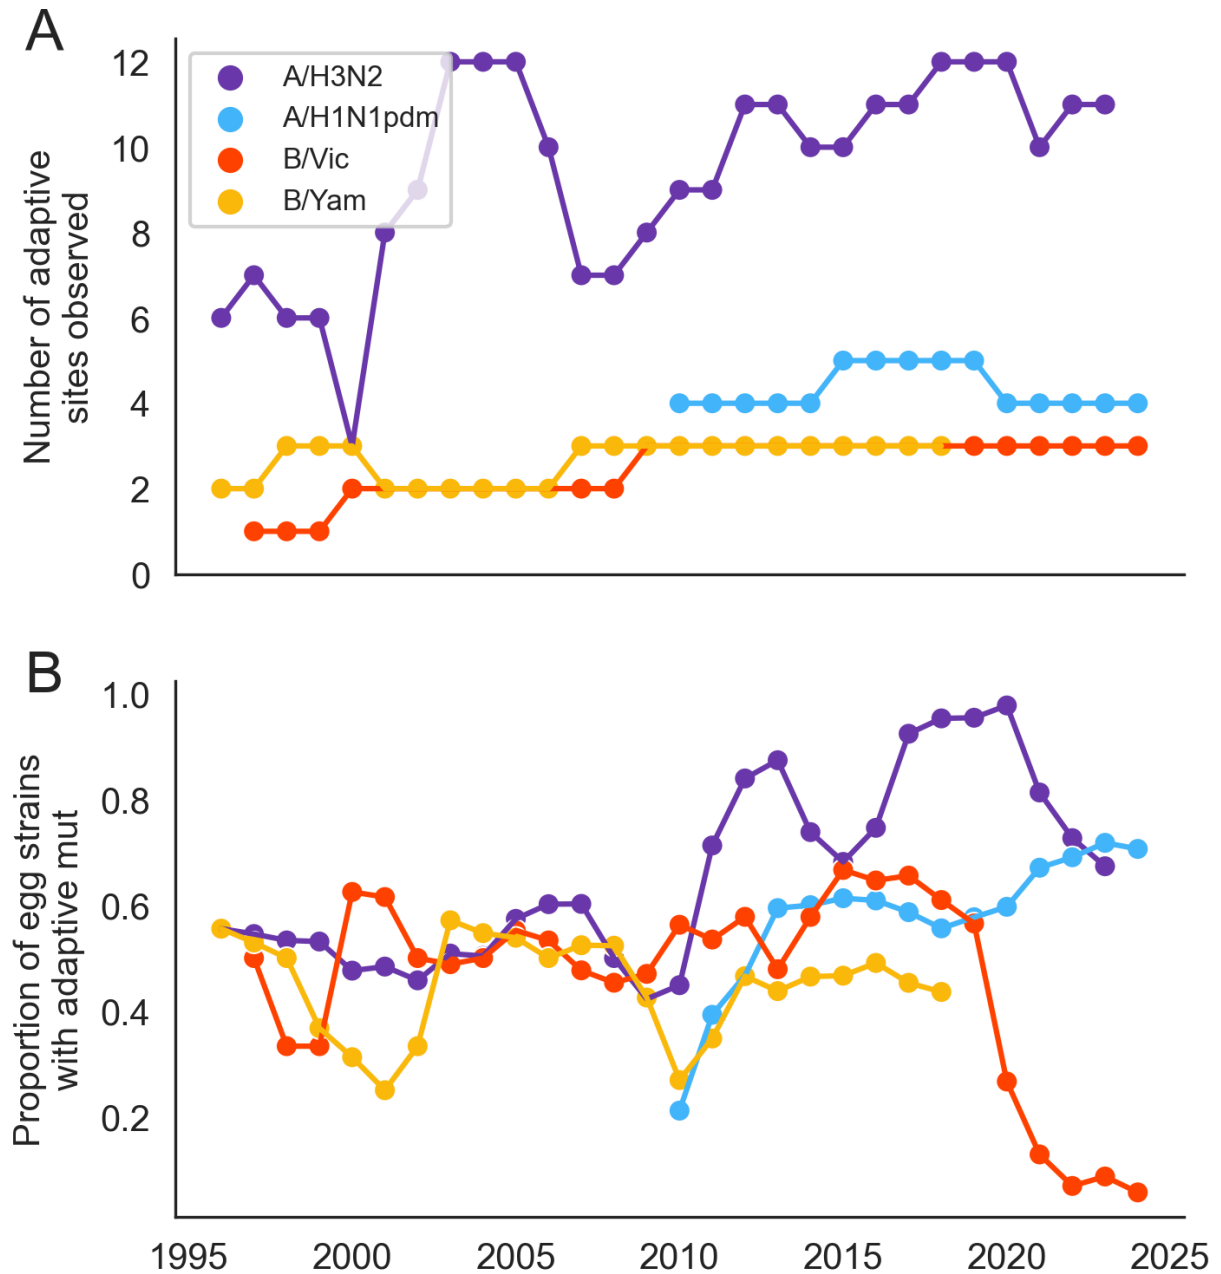 A
12
10
8
6
4
2
0
Number of adaptive
sites observed
A/H3N2
A/H1N1pdm
B/Vic
B/Yam
B
1.0
0.8
0.6
0.4
0.2
Proportion of egg strains
with adaptive mut
1995 2000 2005 2010 2015 2020 2025